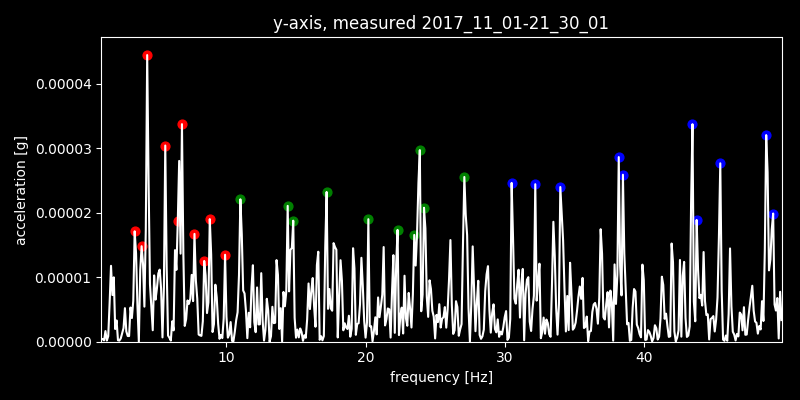 y-axis, measured 2017_11_01-21_30_01
0.00004
0.00003
0.00002
0.00001
0.00000
acceleration [g]
10 20 30 40
frequency [Hz]